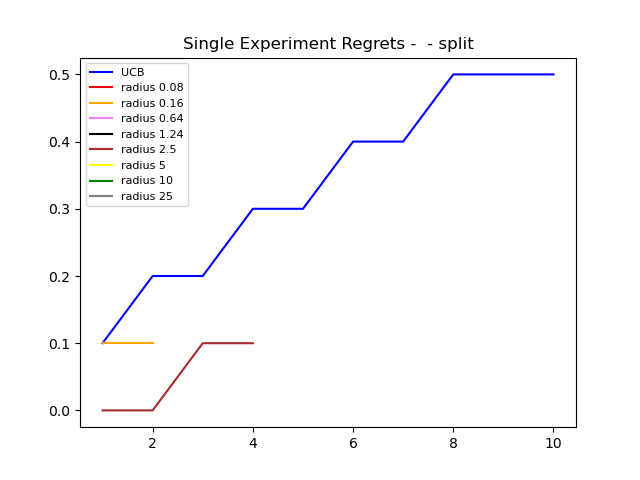 Single Experiment Regrets -  - split
UCB
radius 0.08
radius 0.16
radius 0.64
radius 1.24
radius 2.5
radius 5
radius 10
radius 25
0.5
0.4
0.3
0.2
0.1
0.0
2 4 6 8 10